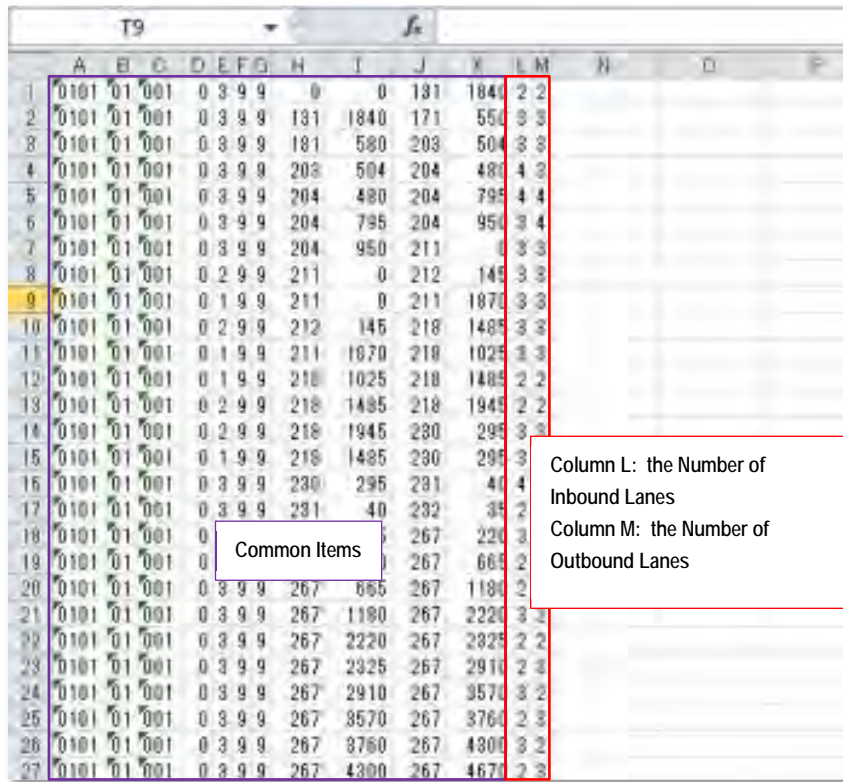 T9
A B C D E F G H I J K L M N O P
1 0101 01 001 0 3 9 9 0 0 131 1840 2 2
2 0101 01 001 0 3 9 9 131 1840 171 550 3 3
3 0101 01 001 0 3 9 9 181 580 203 504 3 3
4 0101 01 001 0 3 9 9 203 504 204 480 4 3
5 0101 01 001 0 3 9 9 204 480 204 795 4 4
6 0101 01 001 0 3 9 9 204 795 204 950 3 4
7 0101 01 001 0 3 9 9 204 950 211 0 3 3
8 0101 01 001 0 2 9 9 211 0 212 145 3 3
9 0101 01 001 0 1 9 9 211 0 211 1870 3 3
10 0101 01 001 0 2 9 9 212 145 218 1485 3 3
11 0101 01 001 0 1 9 9 211 1870 218 1025 3 3
12 0101 01 001 0 1 9 9 218 1025 218 1485 2 2
13 0101 01 001 0 2 9 9 218 1485 218 1945 2 2
14 0101 01 001 0 2 9 9 218 1945 230 295 3 3
15 0101 01 001 0 1 9 9 218 1485 230 295 3
16 0101 01 001 0 3 9 9 230 295 231 40 4
17 0101 01 001 0 3 9 9 231 40 232 35 2
18 0101 01 001 0 267 220 3
19 0101 01 001 0 267 665 2
20 0101 01 001 0 3 9 9 267 665 267 1180 2
21 0101 01 001 0 3 9 9 267 1180 267 2220 3 2
22 0101 01 001 0 3 9 9 267 2220 267 2325 2 2
23 0101 01 001 0 3 9 9 267 2325 267 2910 2 3
24 0101 01 001 0 3 9 9 267 2910 267 3570 3 2
25 0101 01 001 0 3 9 9 267 3570 267 3760 2 3
26 0101 01 001 0 3 9 9 267 3760 267 4300 3 2
27 0101 01 001 0 3 9 9 267 4300 267 4670 2 3
Common Items
Column L: the Number of
Inbound Lanes
Column M: the Number of
Outbound Lanes